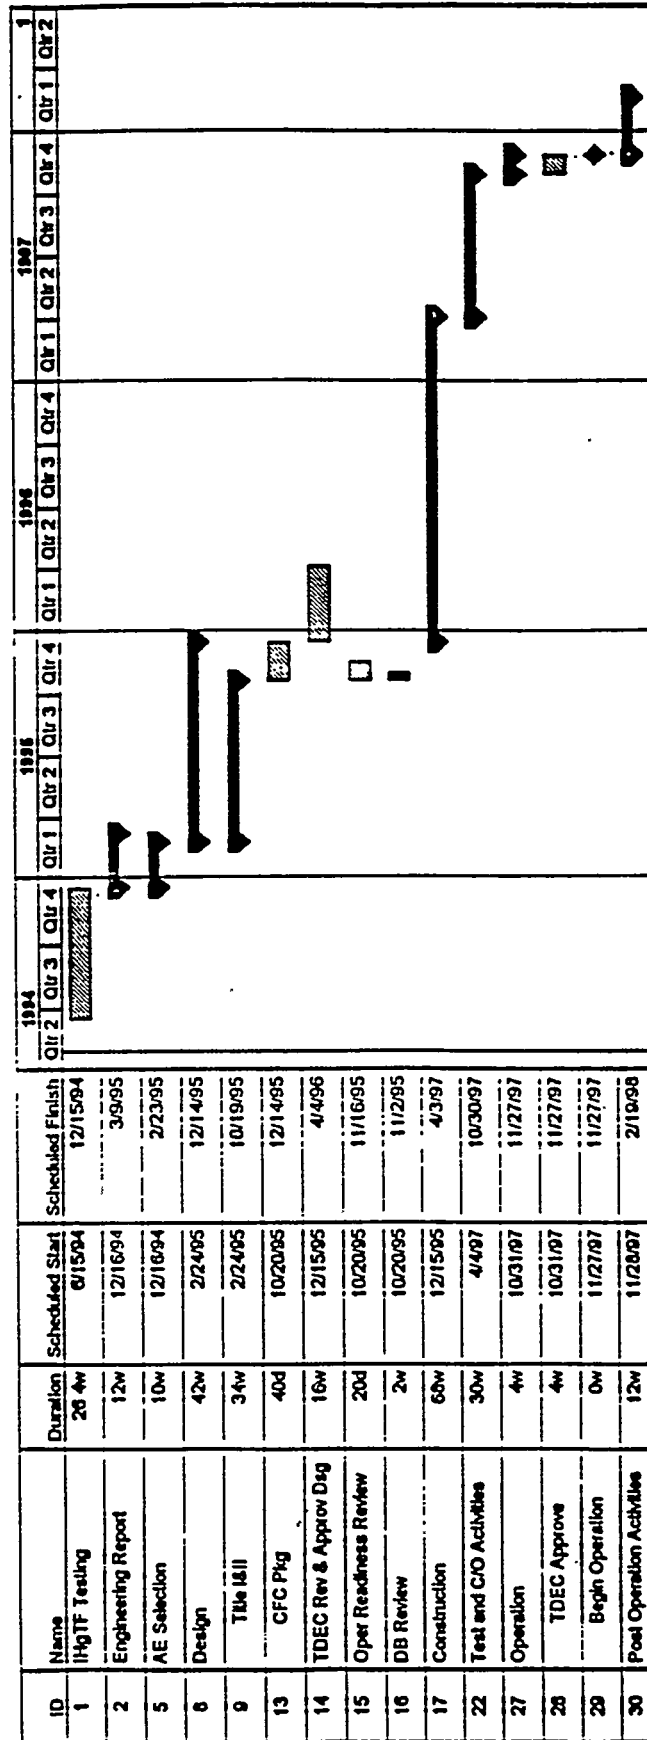 ID Name Duration Scheduled Start Scheduled Finish
1994 1995 1996 1997 1
Qtr 2 Qtr 3 Qtr 4 Qtr 1 Qtr 2 Qtr 3 Qtr 4 Qtr 1 Qtr 2 Qtr 3 Qtr 4 Qtr 1 Qtr 2 Qtr 3 Qtr 4 Qtr 1 Qtr 2
1 IHgTF Testing 26.4w 6/15/94 12/15/94
2 Engineering Report 12w 12/16/94 3/9/95
5 AE Selection 10w 12/16/94 2/23/95
8 Design 42w 2/24/95 12/14/95
9 Title I&II 34w 2/24/95 10/19/95
13 CFC Pkg 40d 10/20/95 12/14/95
14 TDEC Rev & Approv Dsg 16w 12/15/95 4/4/96
15 Oper Readiness Review 20d 10/20/95 11/16/95
16 DB Review 2w 10/20/95 11/2/95
17 Construction 68w 12/15/95 4/3/97
22 Test and C/O Activities 30w 4/4/97 10/30/97
27 Operation 4w 10/31/97 11/27/97
28 TDEC Approve 4w 10/31/97 11/27/97
29 Begin Operation 0w 11/27/97 11/27/97
30 Post Operation Activities 12w 11/28/97 2/19/98